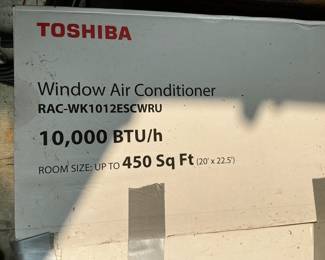 TOSHIBA
Window Air Conditioner
RAC-WK1012ESCWRU
10,000 BTU/h
ROOM SIZE: UP TO 450 Sq Ft (20' x 22.5')